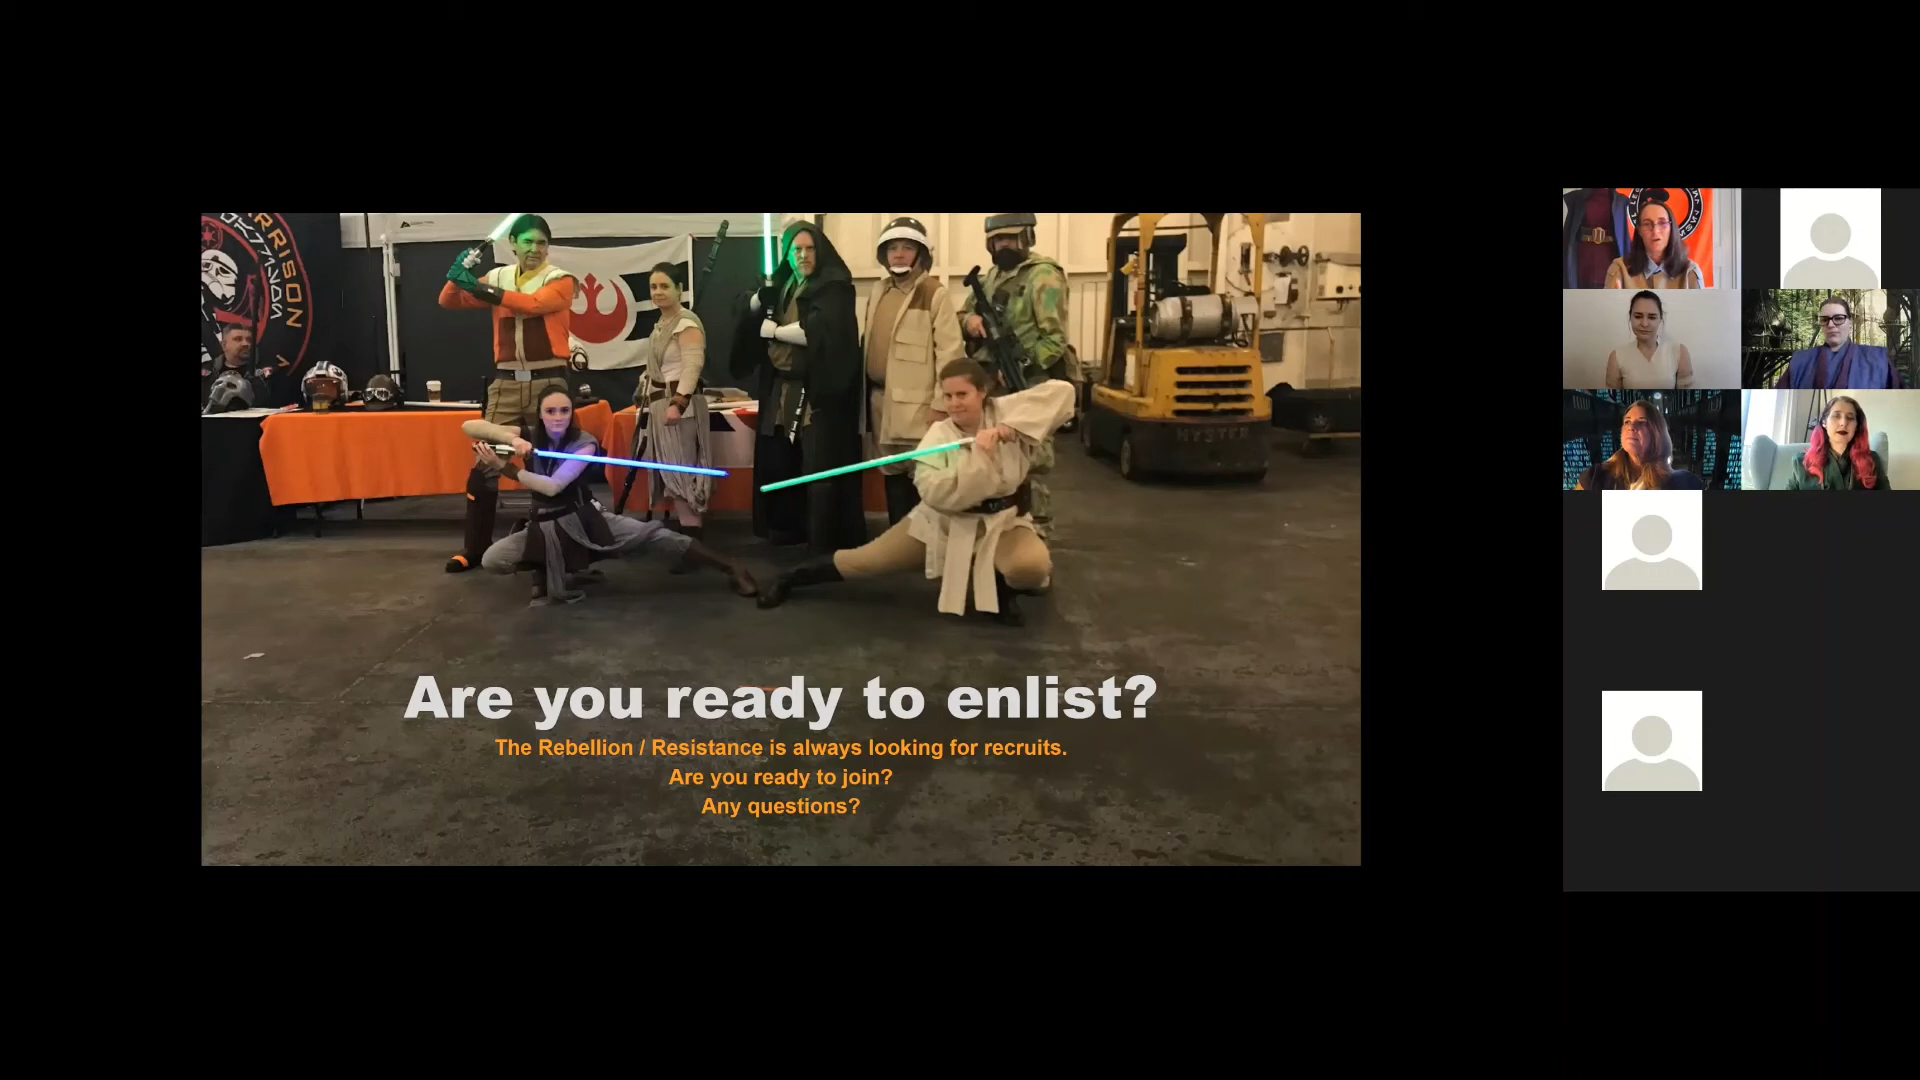 RRISON
HYSTER
Are you ready to enlist?
The Rebellion / Resistance is always looking for recruits.
Are you ready to join?
Any questions?